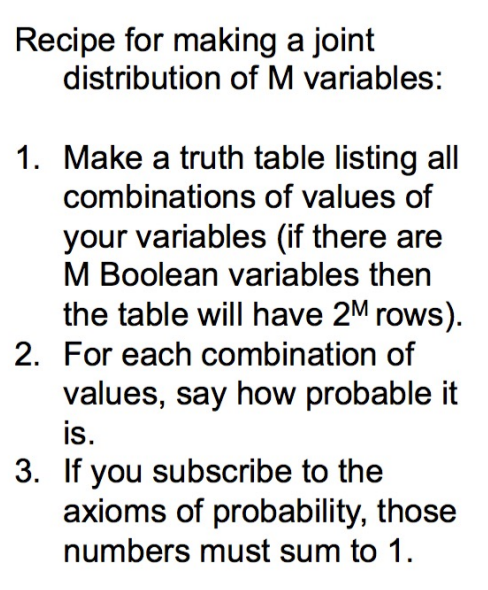 Recipe for making a joint
distribution of M variables:
1. Make a truth table listing all
combinations of values of
your variables (if there are
M Boolean variables then
the table will have 2ᴹ rows).
2. For each combination of
values, say how probable it
is.
3. If you subscribe to the
axioms of probability, those
numbers must sum to 1.